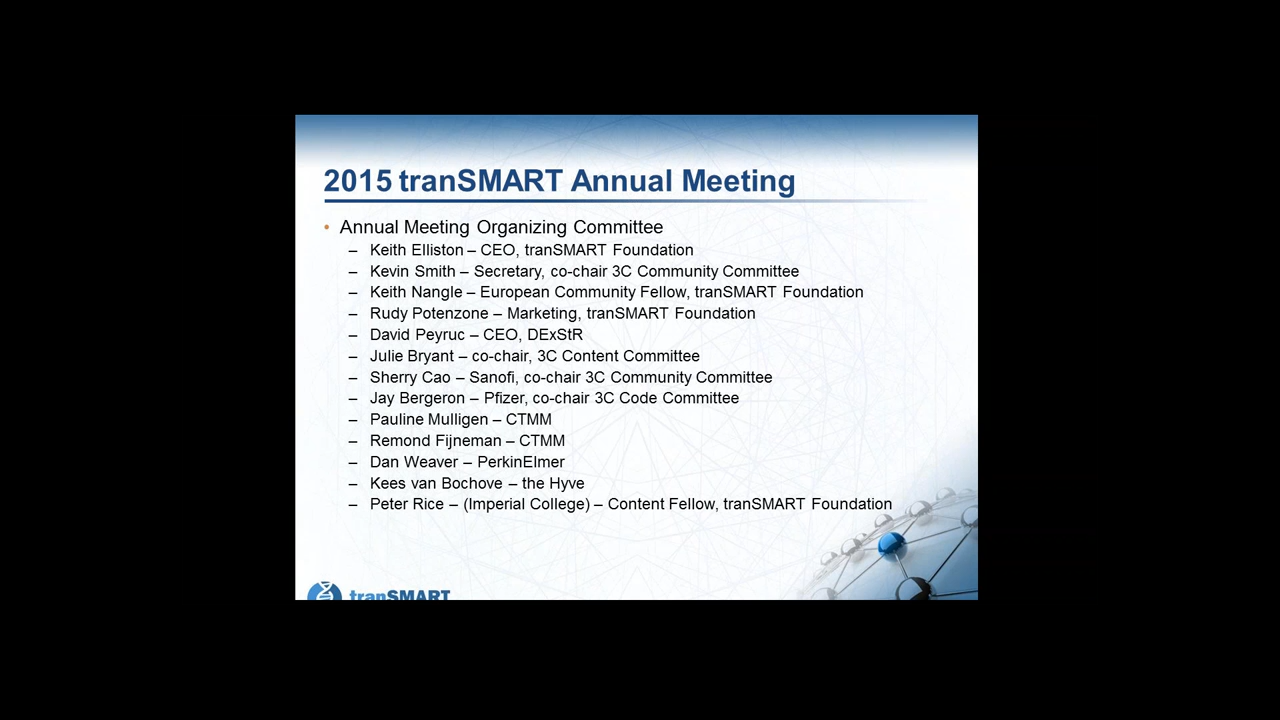 2015 tranSMART Annual Meeting
• Annual Meeting Organizing Committee
– Keith Elliston – CEO, tranSMART Foundation
– Kevin Smith – Secretary, co-chair 3C Community Committee
– Keith Nangle – European Community Fellow, tranSMART Foundation
– Rudy Potenzone – Marketing, tranSMART Foundation
– David Peyruc – CEO, DExStR
– Julie Bryant – co-chair, 3C Content Committee
– Sherry Cao – Sanofi, co-chair 3C Community Committee
– Jay Bergeron – Pfizer, co-chair 3C Code Committee
– Pauline Mulligen – CTMM
– Remond Fijneman – CTMM
– Dan Weaver – PerkinElmer
– Kees van Bochove – the Hyve
– Peter Rice – (Imperial College) – Content Fellow, tranSMART Foundation
tranSMART